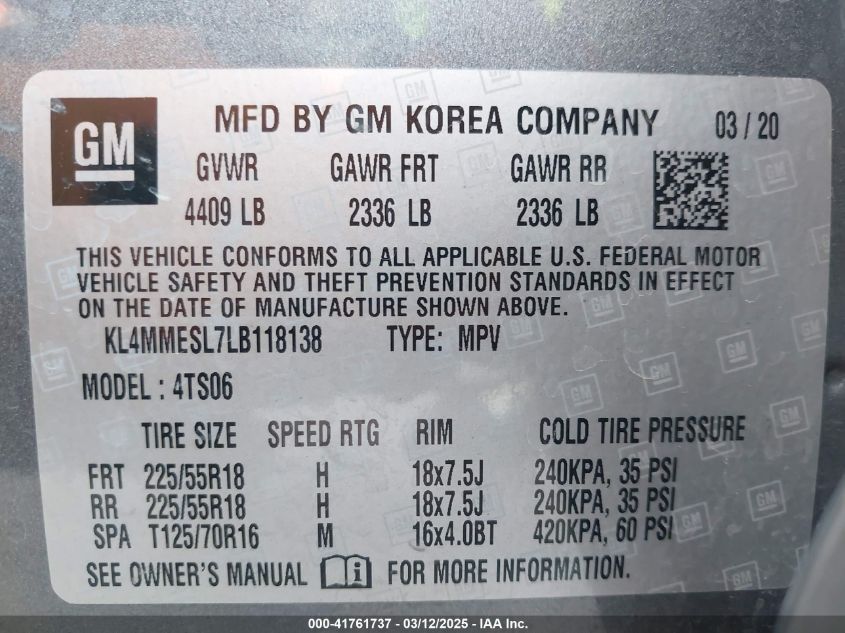 GM
MFD BY GM KOREA COMPANY 03 / 20
GVWR GAWR FRT GAWR RR
4409 LB 2336 LB 2336 LB
THIS VEHICLE CONFORMS TO ALL APPLICABLE U.S. FEDERAL MOTOR
VEHICLE SAFETY AND THEFT PREVENTION STANDARDS IN EFFECT
ON THE DATE OF MANUFACTURE SHOWN ABOVE.
KL4MMESL7LB118138 TYPE: MPV
MODEL : 4TS06
TIRE SIZE SPEED RTG RIM COLD TIRE PRESSURE
FRT 225/55R18 H 18x7.5J 240KPA, 35 PSI
RR 225/55R18 H 18x7.5J 240KPA, 35 PSI
SPA T125/70R16 M 16x4.0BT 420KPA, 60 PSI
SEE OWNER'S MANUAL i FOR MORE INFORMATION.
000-41761737 - 03/12/2025 - IAA Inc.